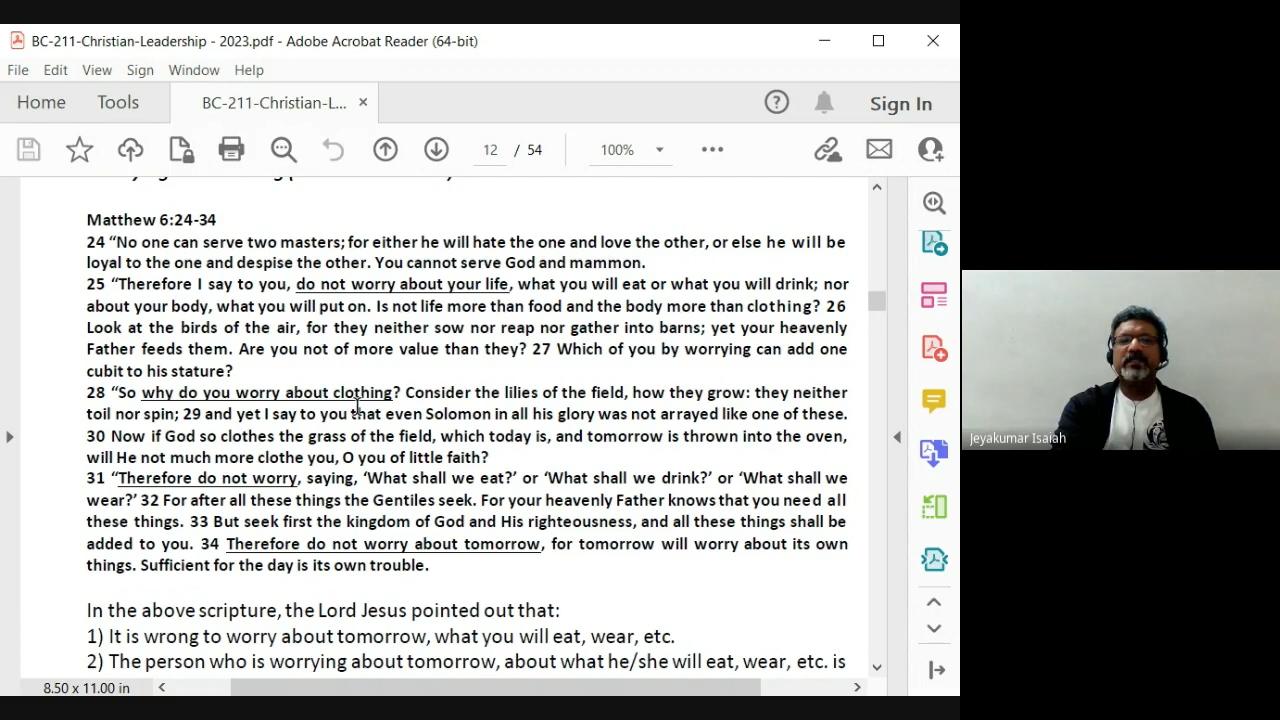 BC-211-Christian-Leadership - 2023.pdf - Adobe Acrobat Reader (64-bit)
File Edit View Sign Window Help
Home Tools BC-211-Christian-L... Sign In
12 / 54 100%
Matthew 6:24-34
24 “No one can serve two masters; for either he will hate the one and love the other, or else he will be
loyal to the one and despise the other. You cannot serve God and mammon.
25 “Therefore I say to you, do not worry about your life, what you will eat or what you will drink; nor
about your body, what you will put on. Is not life more than food and the body more than clothing? 26
Look at the birds of the air, for they neither sow nor reap nor gather into barns; yet your heavenly
Father feeds them. Are you not of more value than they? 27 Which of you by worrying can add one
cubit to his stature?
28 “So why do you worry about clothing? Consider the lilies of the field, how they grow: they neither
toil nor spin; 29 and yet I say to you that even Solomon in all his glory was not arrayed like one of these.
30 Now if God so clothes the grass of the field, which today is, and tomorrow is thrown into the oven,
will He not much more clothe you, O you of little faith?
31 “Therefore do not worry, saying, ‘What shall we eat?’ or ‘What shall we drink?’ or ‘What shall we
wear?’ 32 For after all these things the Gentiles seek. For your heavenly Father knows that you need all
these things. 33 But seek first the kingdom of God and His righteousness, and all these things shall be
added to you. 34 Therefore do not worry about tomorrow, for tomorrow will worry about its own
things. Sufficient for the day is its own trouble.
In the above scripture, the Lord Jesus pointed out that:
1) It is wrong to worry about tomorrow, what you will eat, wear, etc.
2) The person who is worrying about tomorrow, about what he/she will eat, wear, etc. is
8.50 x 11.00 in
Jeyakumar Isaiah